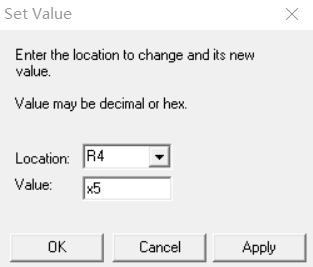 Set Value
Enter the location to change and its new
value.
Value may be decimal or hex.
Location: R4
Value: x5
OK Cancel Apply